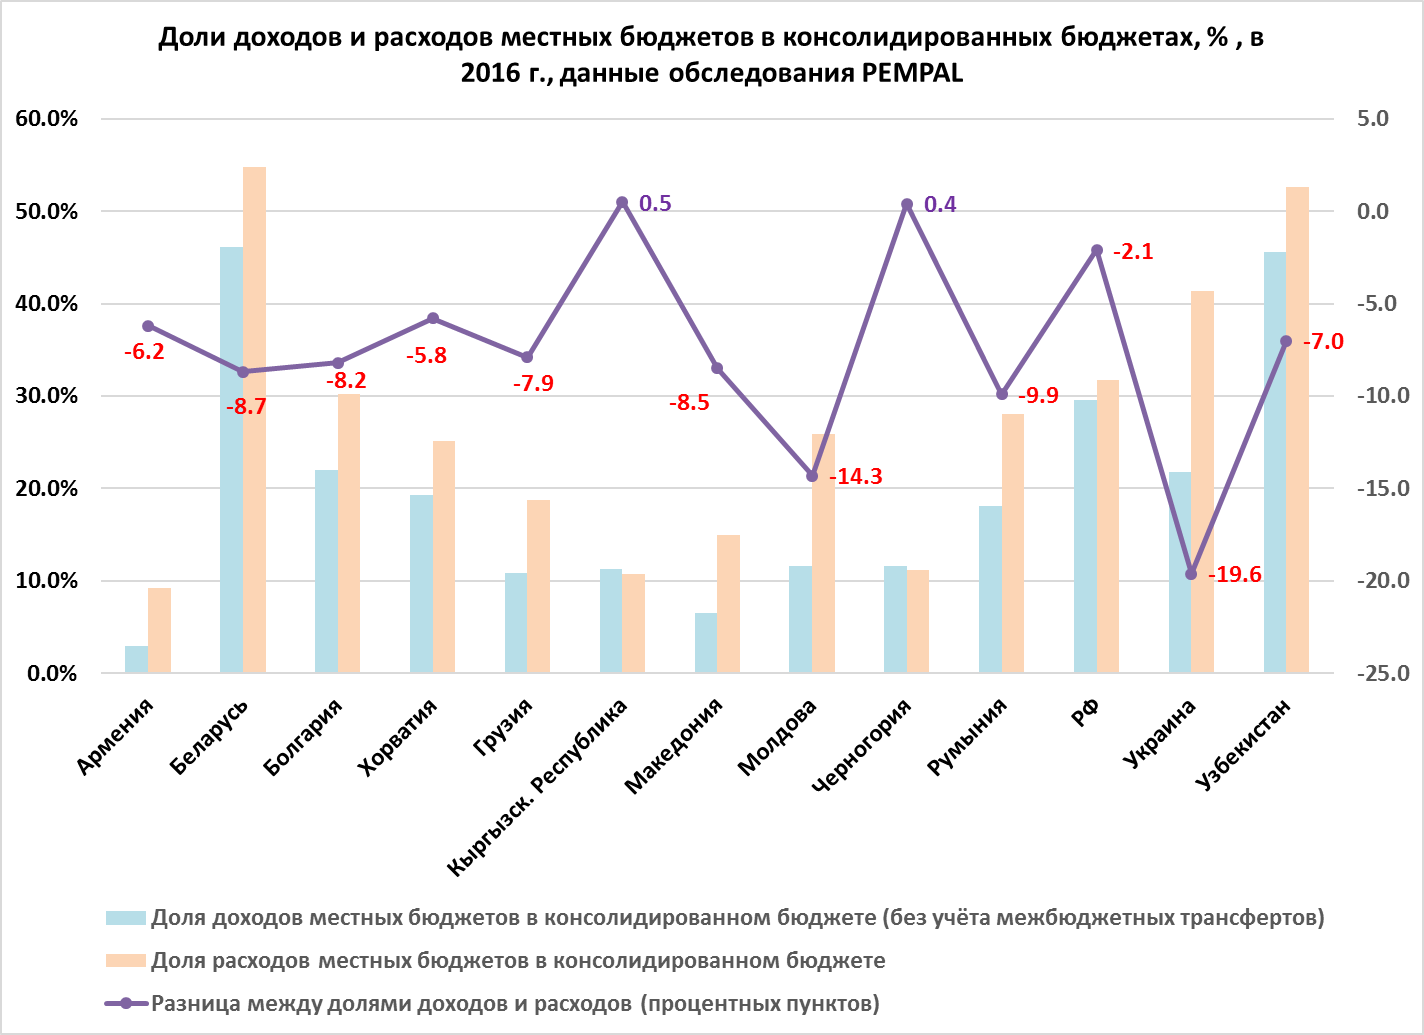 Доли доходов и расходов местных бюджетов в консолидированных бюджетах, % , в
2016 г., данные обследования PEMPAL
60.0%
50.0%
40.0%
30.0%
20.0%
10.0%
0.0%
5.0
0.0
-5.0
-10.0
-15.0
-20.0
-25.0
-6.2
-8.7
-8.2
-5.8
-7.9
0.5
-8.5
-14.3
0.4
-9.9
-2.1
-19.6
-7.0
Армения
Беларусь
Болгария
Хорватия
Грузия
Кыргызск. Республика
Македония
Молдова
Черногория
Румыния
РФ
Украина
Узбекистан
Доля доходов местных бюджетов в консолидированном бюджете (без учёта межбюджетных трансфертов)
Доля расходов местных бюджетов в консолидированном бюджете
Разница между долями доходов и расходов (процентных пунктов)